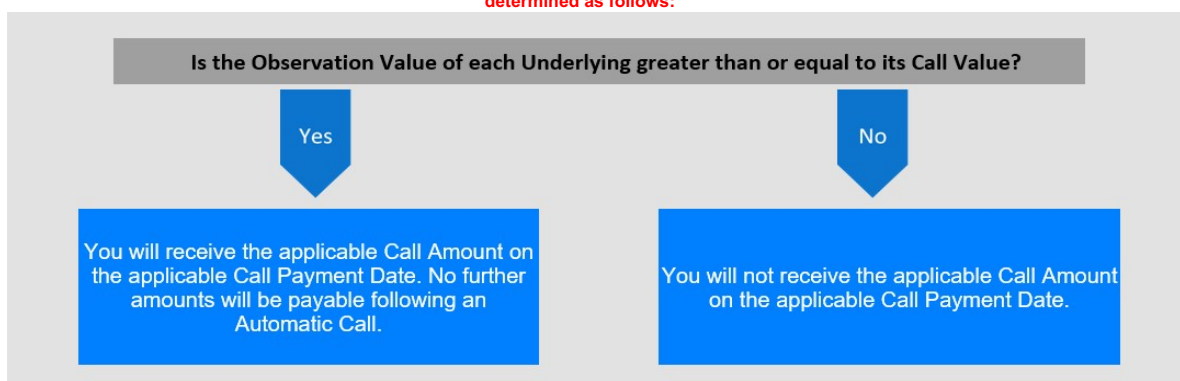 determined as follows:
Is the Observation Value of each Underlying greater than or equal to its Call Value?
Yes
No
You will receive the applicable Call Amount on
the applicable Call Payment Date. No further
amounts will be payable following an
Automatic Call.
You will not receive the applicable Call Amount
on the applicable Call Payment Date.